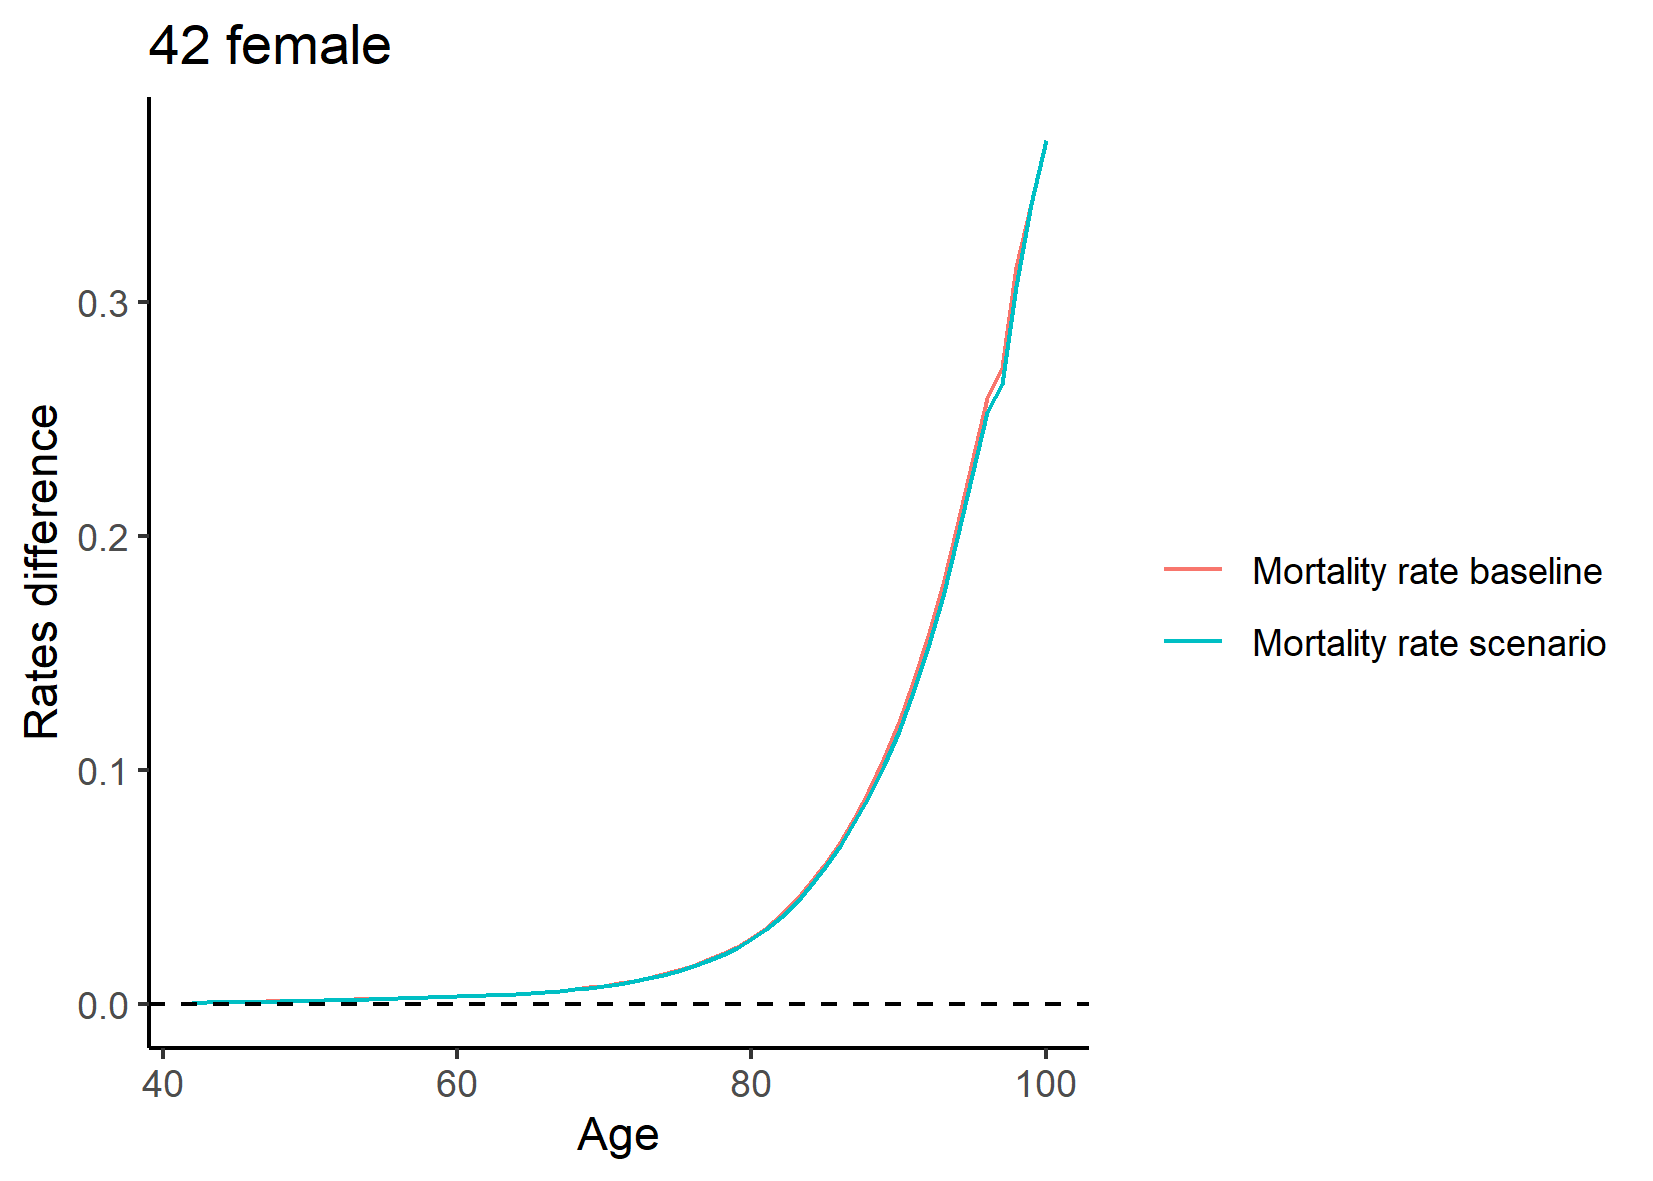 42 female
Rates difference
0.3
0.2
0.1
0.0
40 60 80 100
Age
Mortality rate baseline
Mortality rate scenario